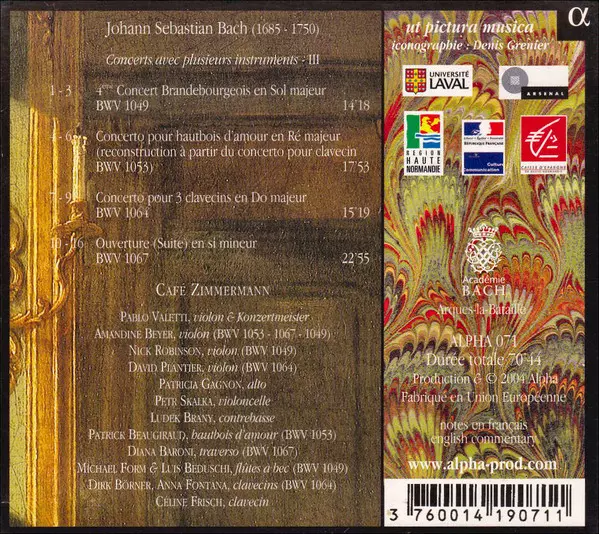 Johann Sebastian Bach (1685 - 1750)
Concerts avec plusieurs instruments - III
1 - 3 4ème Concert Brandebourgeois en Sol majeur
BWV 1049 14'18
4 - 6 Concerto pour hautbois d'amour en Ré majeur
(reconstruction à partir du concerto pour clavecin
BWV 1053) 17'53
7 - 9 Concerto pour 3 clavecins en Do majeur
BWV 1064 15'19
10 - 16 Ouverture (Suite) en si mineur
BWV 1067 22'55
CAFÉ ZIMMERMANN
PABLO VALETTI, violon & Konzertmeister
AMANDINE BEYER, violon (BWV 1053 - 1067 - 1049)
NICK ROBINSON, violon (BWV 1049)
DAVID PLANTIER, violon (BWV 1064)
PATRICIA GAGNON, alto
PETR SKALKA, violoncelle
LUDEK BRANY, contrebasse
PATRICK BEAUGIRAUD, hautbois d'amour (BWV 1053)
DIANA BARONI, traverso (BWV 1067)
MICHAEL FORM & LUIS BEDUSCHI, flûtes a bec (BWV 1049)
DIRK BÖRNER, ANNA FONTANA, clavecins (BWV 1064)
CÉLINE FRISCH, clavecin
ut pictura musica
iconographie : Denis Grenier
α
UNIVERSITÉ
LAVAL
ARSENAL
REGION
HAUTE
NORMANDIE
RÉPUBLIQUE FRANÇAISE
Culture
Communication
CAISSE D'EPARGNE
Académie
BACH
Arques-la-Bataille
ALPHA 071
Durée totale 70'44
Production & © 2004 Alpha
Fabriqué en Union Européenne
notes en français
english commentary
www.alpha-prod.com
3 760014 190711